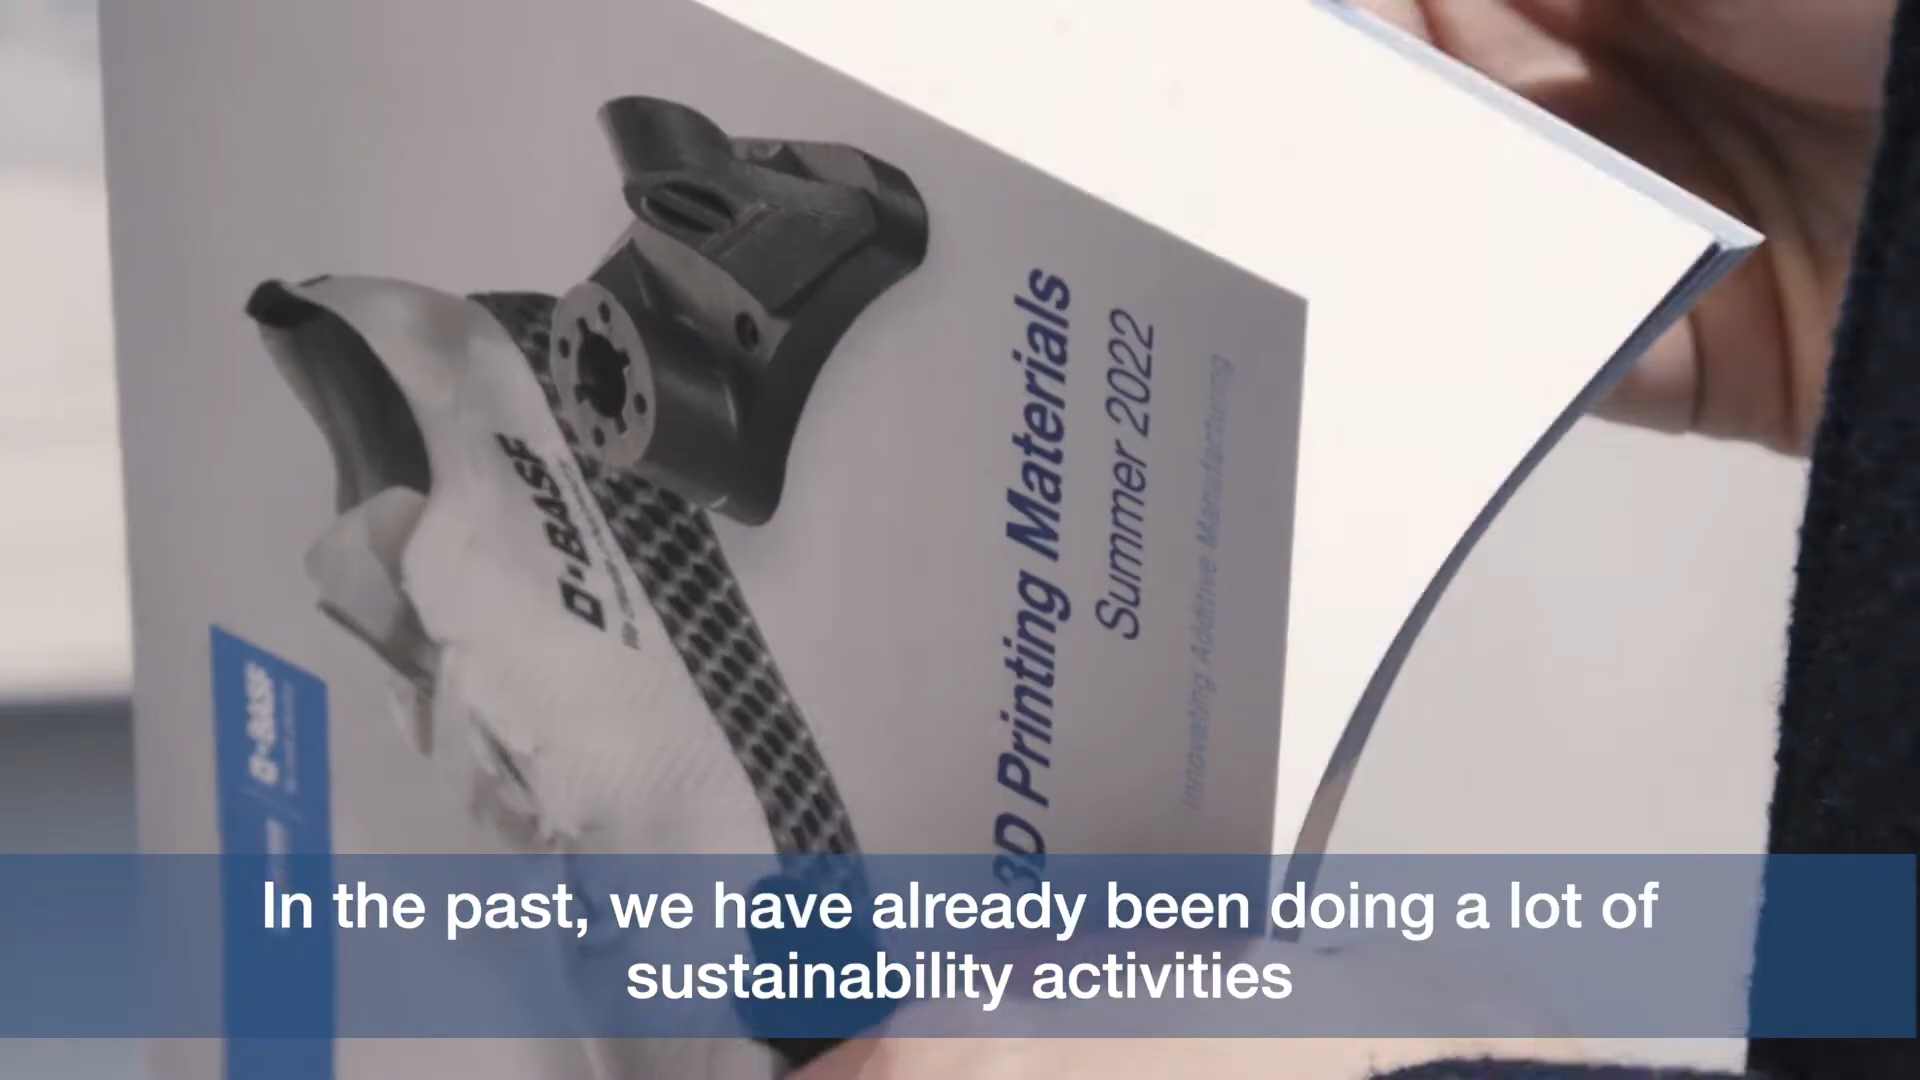 3D Printing Materials
Summer 2022
Innovating Additive Manufacturing
BASF
BASF
In the past, we have already been doing a lot of
sustainability activities